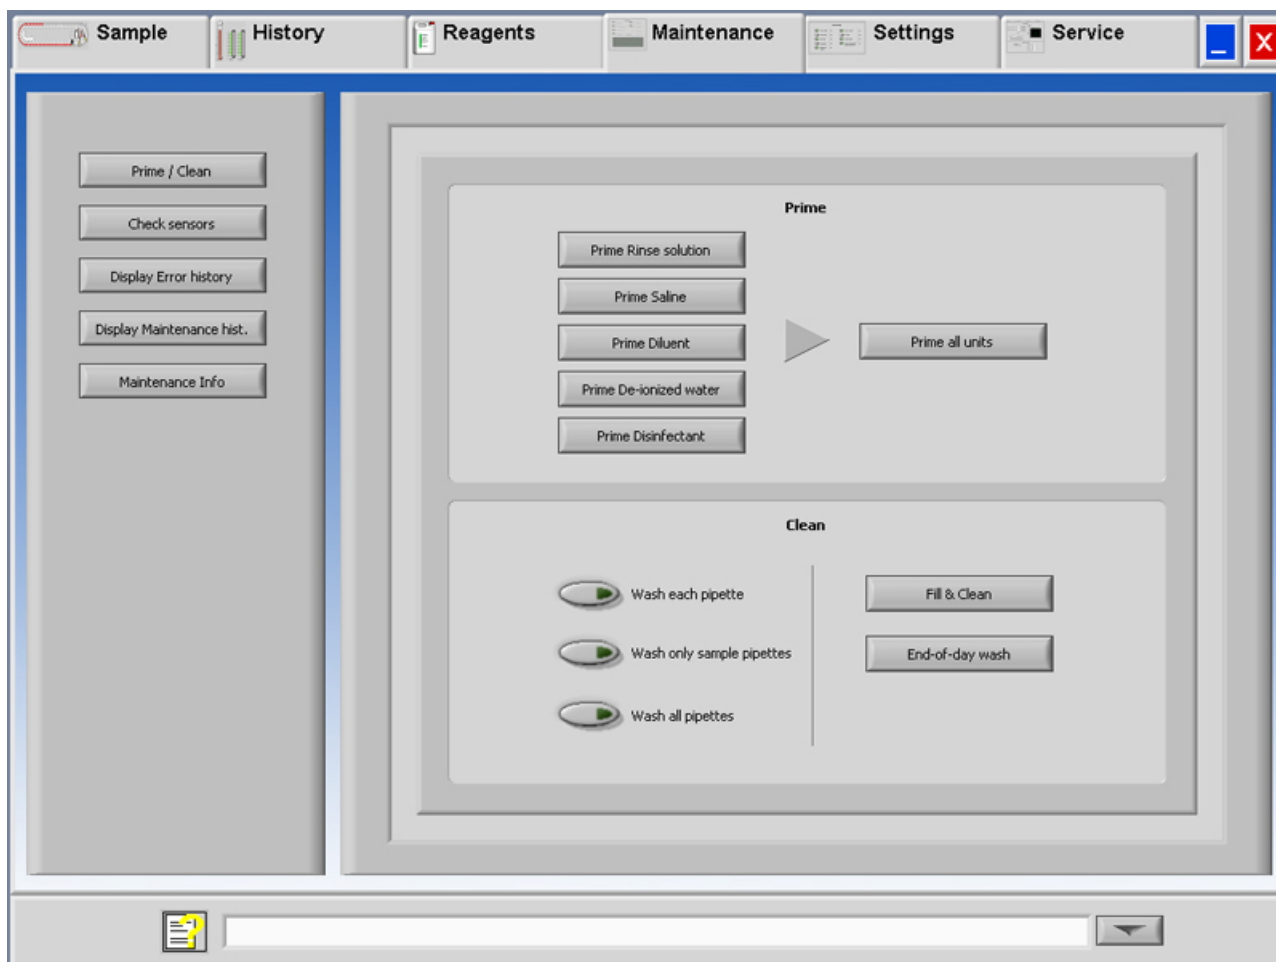 Sample
History
Reagents
Maintenance
Settings
Service
Prime / Clean
Check sensors
Display Error history
Display Maintenance hist.
Maintenance Info
Prime
Prime Rinse solution
Prime Saline
Prime Diluent
Prime De-ionized water
Prime Disinfectant
Prime all units
Clean
Wash each pipette
Wash only sample pipettes
Wash all pipettes
Fill & Clean
End-of-day wash